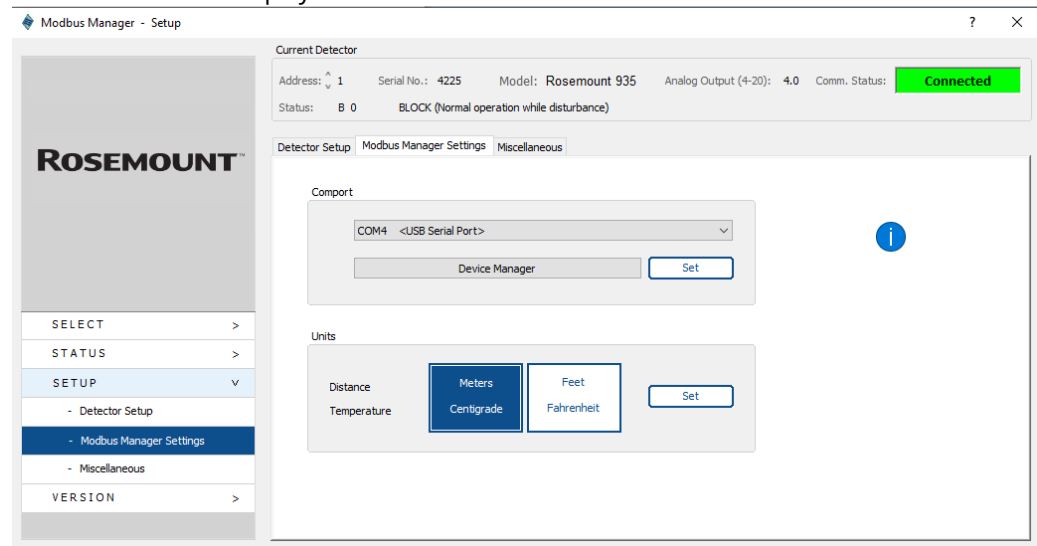 Modbus Manager - Setup ? ×
Current Detector
Address: 1 Serial No.: 4225 Model: Rosemount 935 Analog Output (4-20): 4.0 Comm. Status: Connected
Status: B 0 BLOCK (Normal operation while disturbance)
ROSEMOUNT™
Detector Setup Modbus Manager Settings Miscellaneous
Comport
COM4 <USB Serial Port>
Device Manager Set
i
Units
Distance Meters Feet
Temperature Centigrade Fahrenheit
Set
SELECT >
STATUS >
SETUP v
- Detector Setup
- Modbus Manager Settings
- Miscellaneous
VERSION >